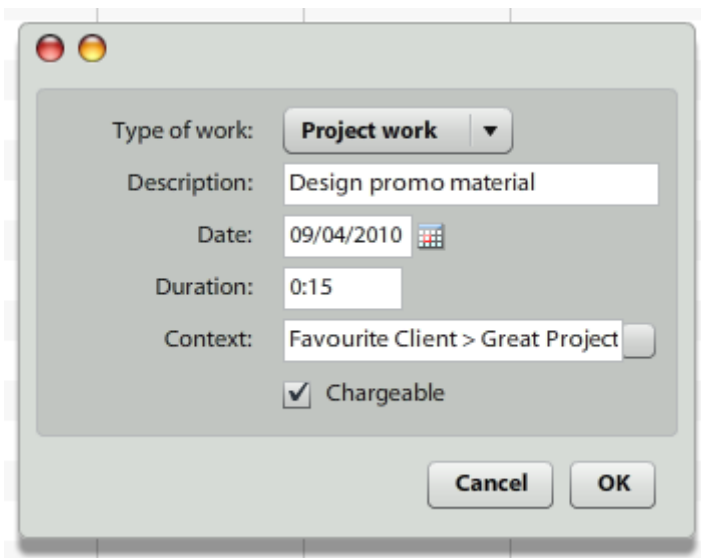 Type of work: Project work
Description: Design promo material
Date: 09/04/2010
Duration: 0:15
Context: Favourite Client > Great Project
Chargeable
Cancel OK